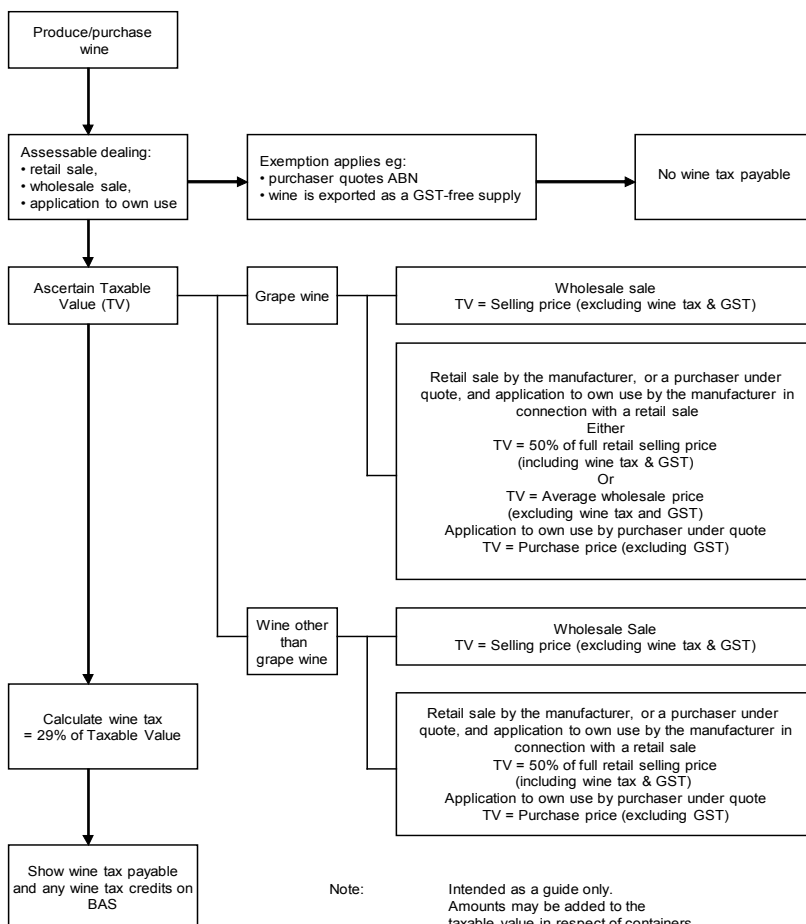 Produce/purchase
wine
Assessable dealing:
• retail sale,
• wholesale sale,
• application to own use
Exemption applies eg:
• purchaser quotes ABN
• wine is exported as a GST-free supply
No wine tax payable
Ascertain Taxable
Value (TV)
Grape wine
Wholesale sale
TV = Selling price (excluding wine tax & GST)
Retail sale by the manufacturer, or a purchaser under
quote, and application to own use by the manufacturer in
connection with a retail sale
Either
TV = 50% of full retail selling price
(including wine tax & GST)
Or
TV = Average wholesale price
(excluding wine tax and GST)
Application to own use by purchaser under quote
TV = Purchase price (excluding GST)
Wine other
than
grape wine
Wholesale Sale
TV = Selling price (excluding wine tax & GST)
Retail sale by the manufacturer, or a purchaser under
quote, and application to own use by the manufacturer in
connection with a retail sale
TV = 50% of full retail selling price
(including wine tax & GST)
Application to own use by purchaser under quote
TV = Purchase price (excluding GST)
Calculate wine tax
= 29% of Taxable Value
Show wine tax payable
and any wine tax credits on
BAS
Note: Intended as a guide only.
Amounts may be added to the
taxable value in respect of containers